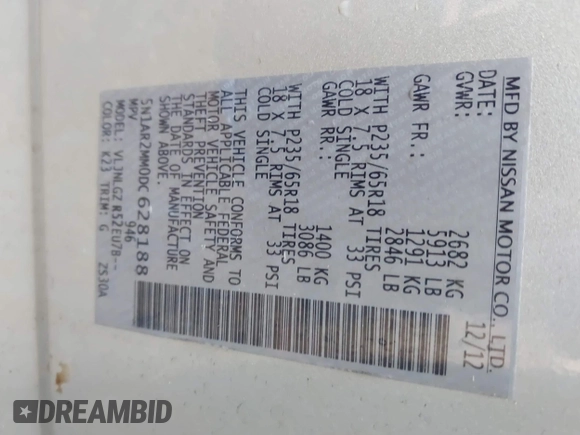 MFD BY NISSAN MOTOR CO., LTD.
DATE: 12/12
GVWR: 2682 KG
5913 LB
GAWR FR: 1291 KG
2846 LB
WITH P235/65R18 TIRES
18 X 7.5 RIMS AT 33 PSI
COLD SINGLE
GAWR RR: 1400 KG
3086 LB
WITH P235/65R18 TIRES
18 X 7.5 RIMS AT 33 PSI
COLD SINGLE
THIS VEHICLE CONFORMS TO
ALL APPLICABLE FEDERAL
MOTOR VEHICLE SAFETY AND
THEFT PREVENTION
STANDARDS IN EFFECT ON
THE DATE OF MANUFACTURE
SHOWN ABOVE.
5N1AR2MM0DC628188
MPV 946
MODEL: VLJNLGZ R52EU7B--
COLOR: K23 TRIM: G 2530A
DREAMBID